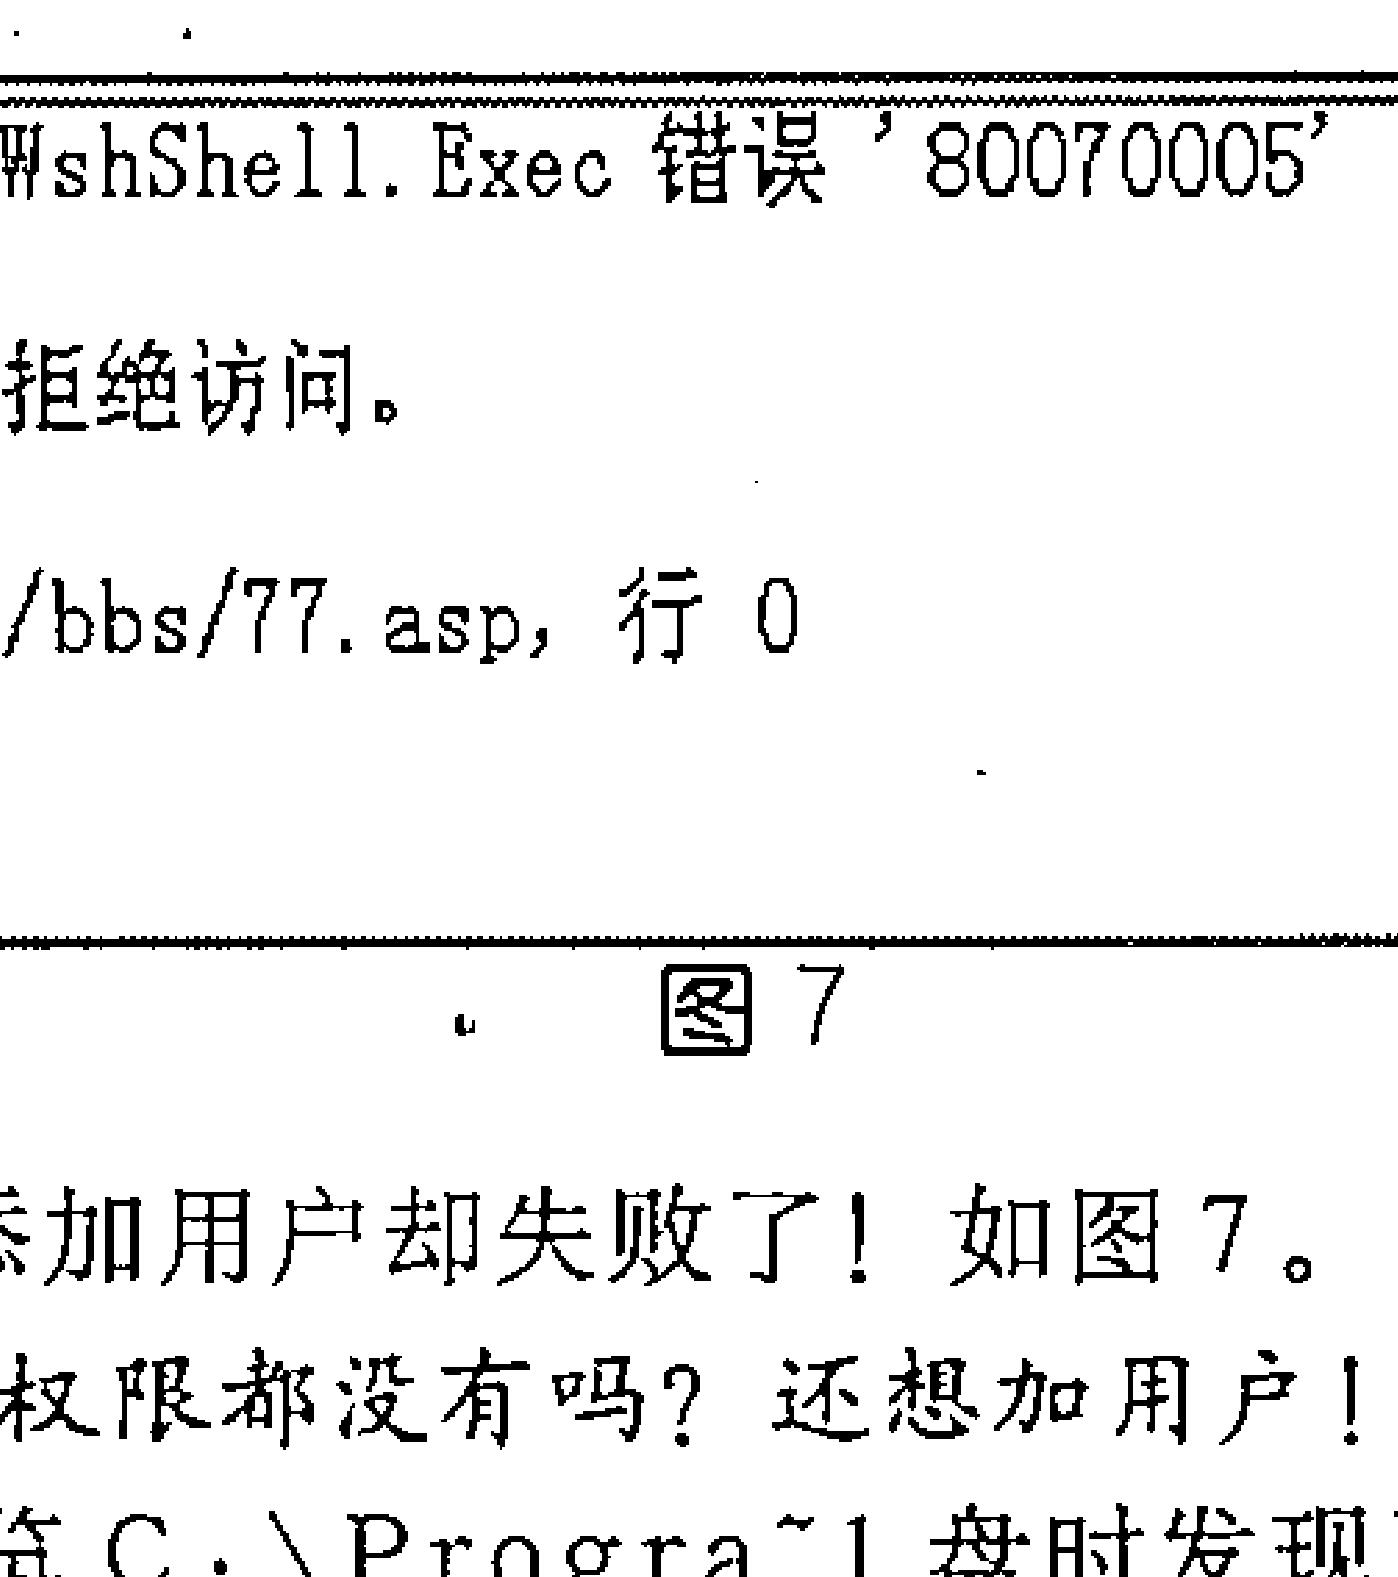 WshShell.Exec 错误 '80070005'
拒绝访问。
/bbs/77.asp, 行 0
图 7
添加用户却失败了！如图 7。
权限都没有吗？还想加用户！
览 C:\Progra~1 盘时发现